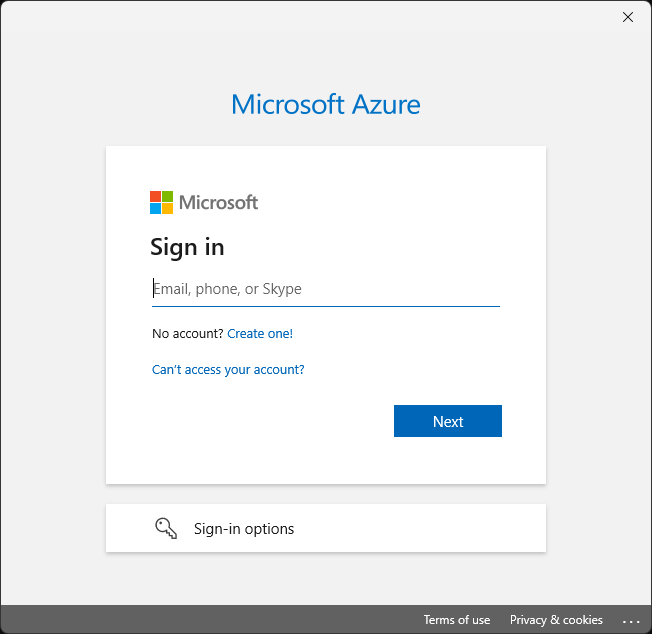 Microsoft Azure
Microsoft
Sign in
Email, phone, or Skype
No account? Create one!
Can't access your account?
Next
Sign-in options
Terms of use Privacy & cookies ...